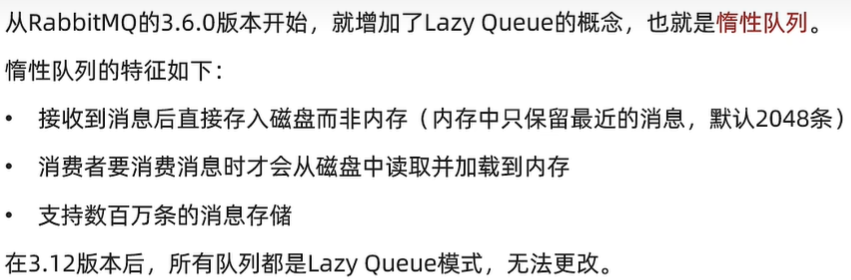 从RabbitMQ的3.6.0版本开始，就增加了Lazy Queue的概念，也就是惰性队列。
惰性队列的特征如下：
• 接收到消息后直接存入磁盘而非内存（内存中只保留最近的消息，默认2048条）
• 消费者要消费消息时才会从磁盘中读取并加载到内存
• 支持数百万条的消息存储
在3.12版本后，所有队列都是Lazy Queue模式，无法更改。